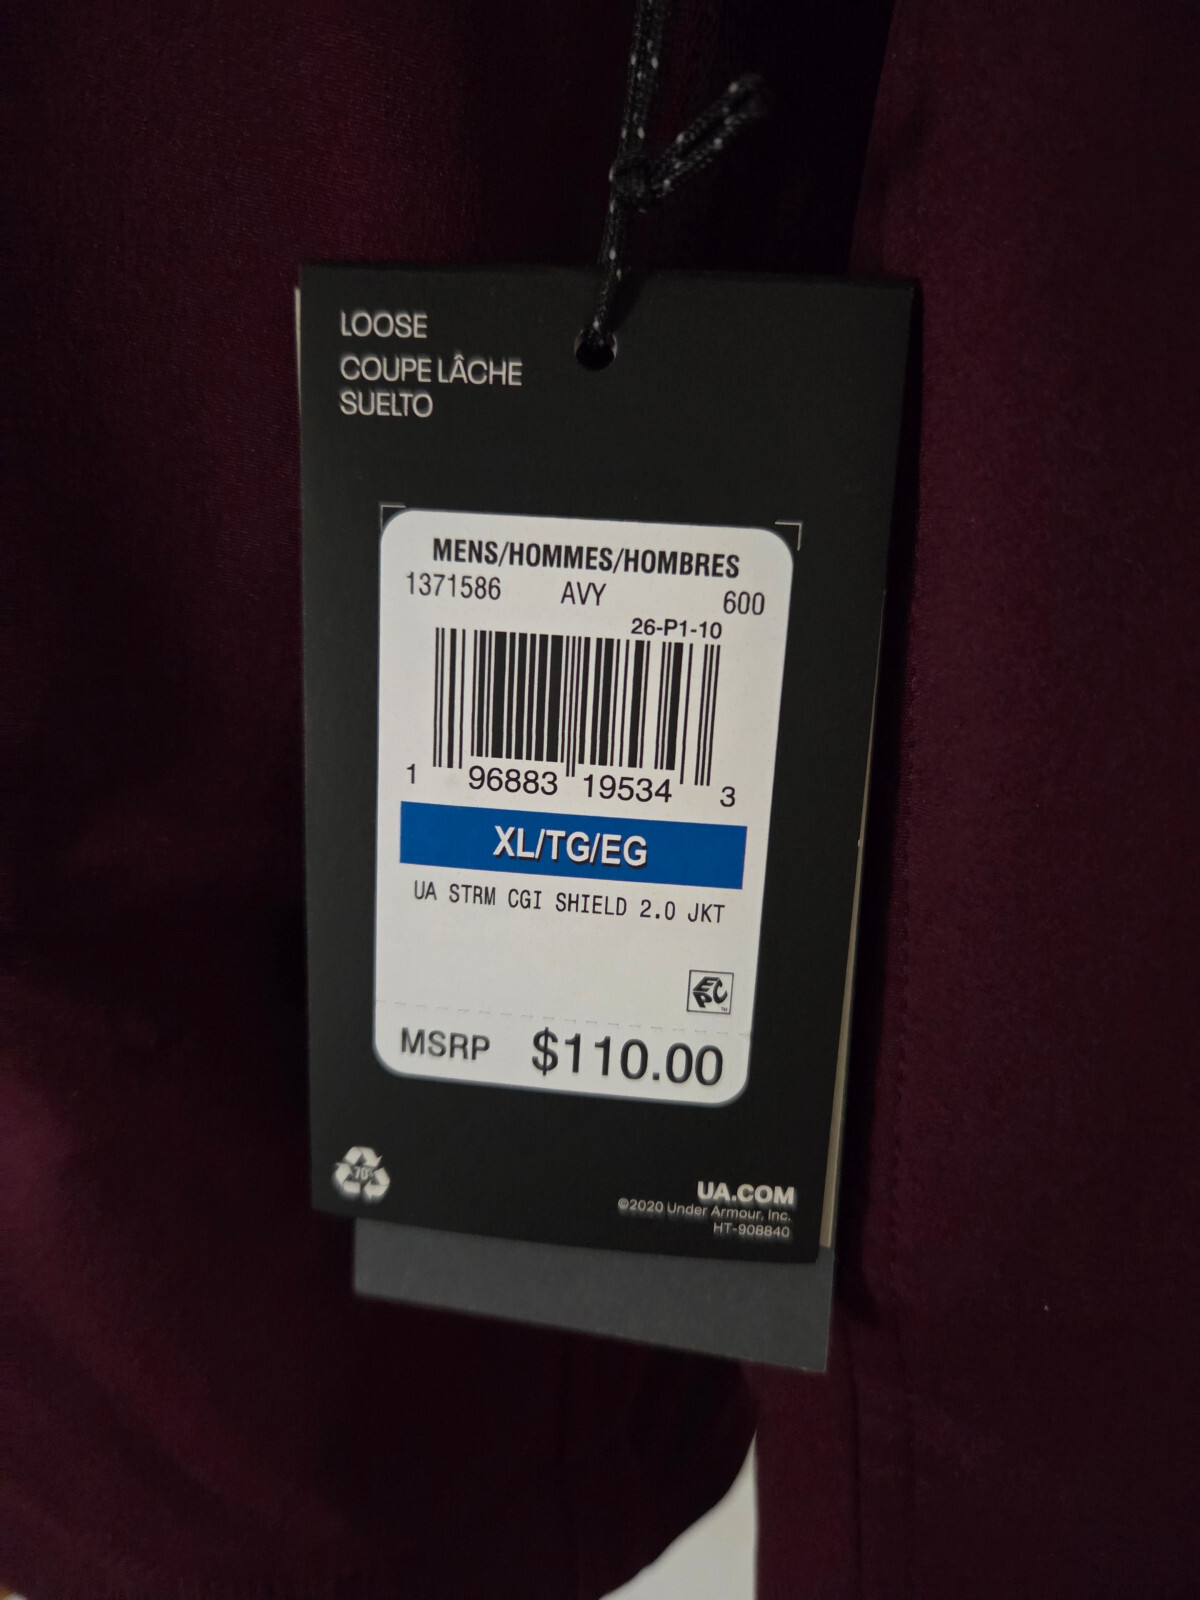 LOOSE
COUPE LÂCHE
SUELTO
MENS/HOMMES/HOMBRES
1371586 AVY 600
26-P1-10
1 96883 19534 3
XL/TG/EG
UA STRM CGI SHIELD 2.0 JKT
EPC
MSRP $110.00
70%
UA.COM
©2020 Under Armour, Inc.
HT-908840